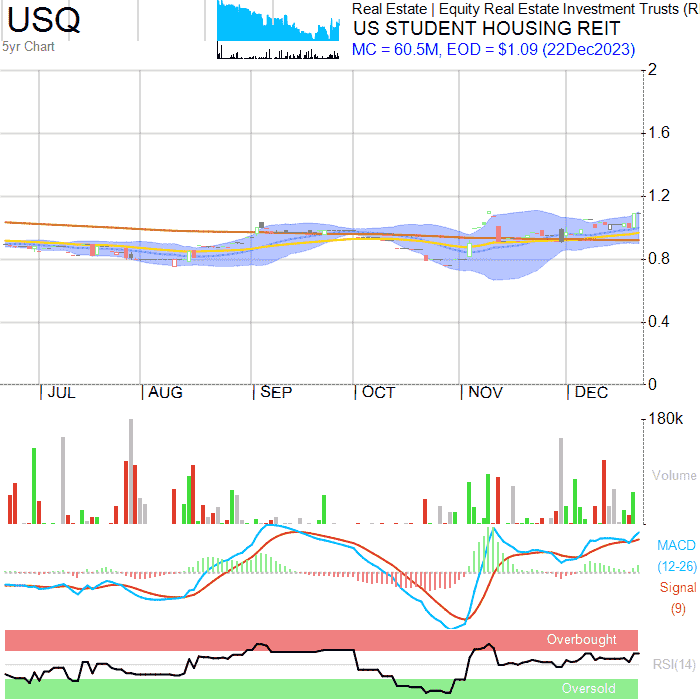 USQ
5yr Chart
Real Estate | Equity Real Estate Investment Trusts (R
US STUDENT HOUSING REIT
MC = 60.5M, EOD = $1.09 (22Dec2023)
2
1.6
1.2
0.8
0.4
0
JUL AUG SEP OCT NOV DEC
180k
Volume
MACD
(12-26)
Signal
(9)
Overbought
RSI(14)
Oversold